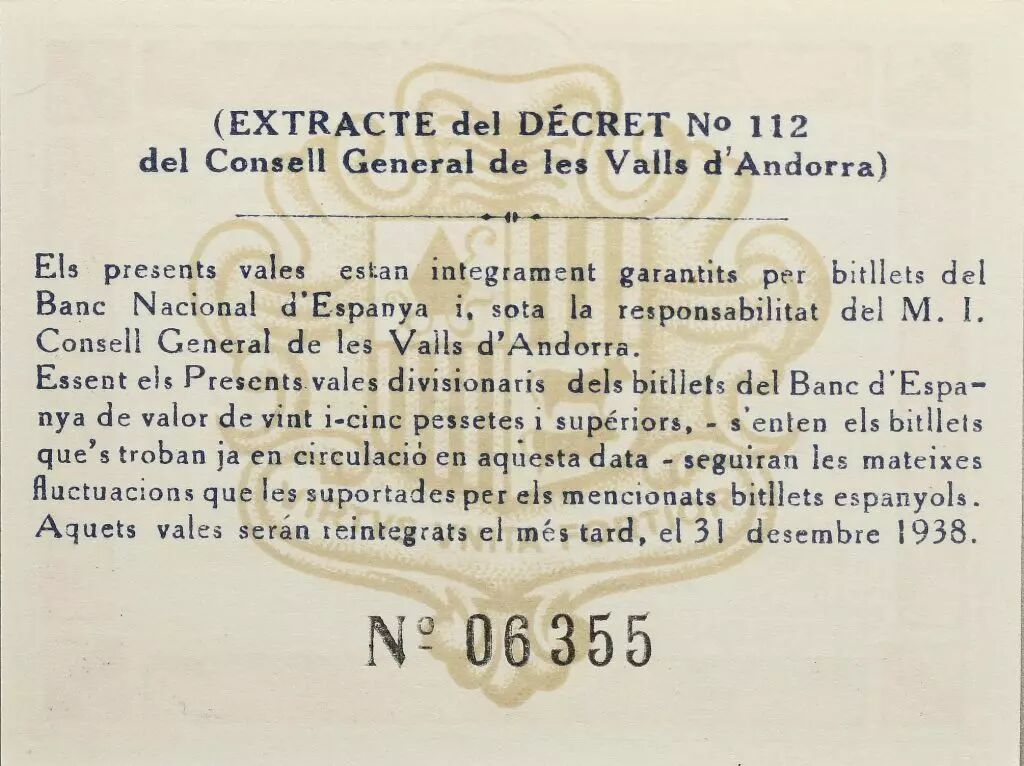 (EXTRACTE del DÉCRET Nº 112
del Consell General de les Valls d'Andorra)
Els presents vales estan integrament garantits per bitllets del
Banc Nacional d'Espanya i, sota la responsabilitat del M. I.
Consell General de les Valls d'Andorra.
Essent els Presents vales divisionaris dels bitllets del Banc d'Espa-
nya de valor de vint i-cinc pessetes i supériors, - s'enten els bitllets
que's troban ja en circulació en aqüesta data - seguiran les mateixes
fluctuacions que les suportades per els mencionats bitllets espanyols.
Aquets vales serán reintegrats el més tard, el 31 desembre 1938.
Nº 06355